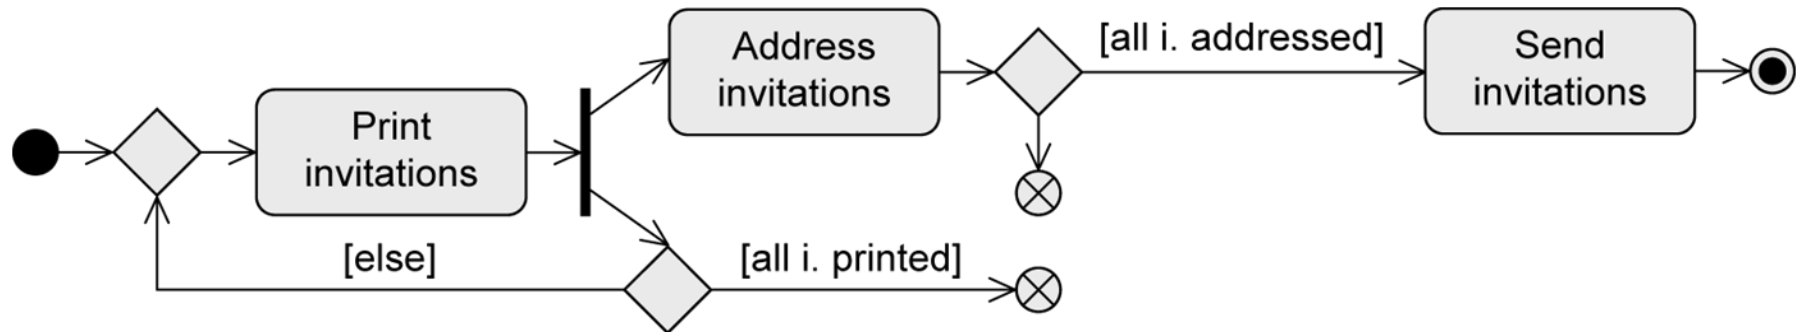 Address
invitations
[all i. addressed]
Send
invitations
Print
invitations
[else]
[all i. printed]